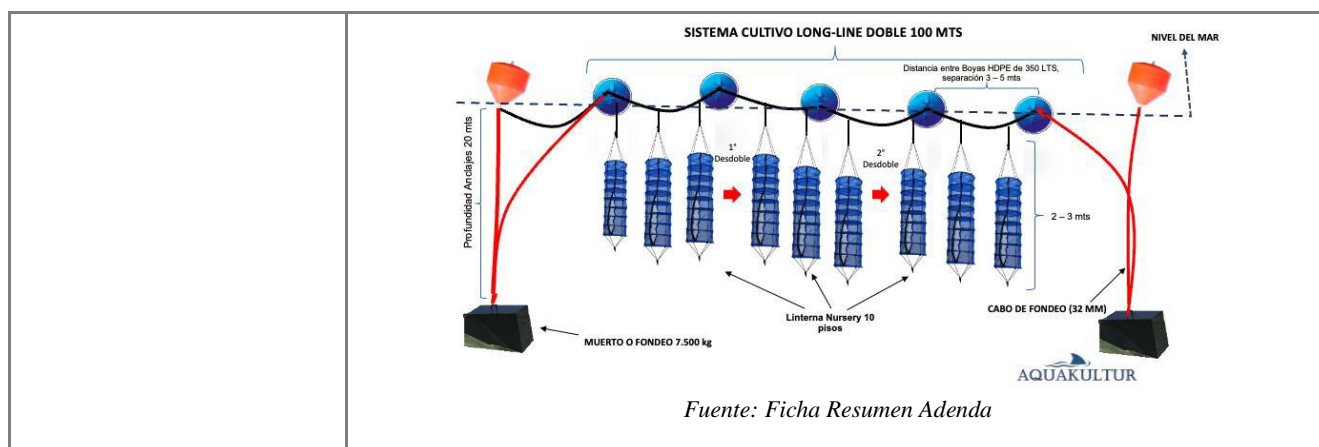 SISTEMA CULTIVO LONG-LINE DOBLE 100 MTS
NIVEL DEL MAR
Distancia entre Boyas HDPE de 350 LTS,
separación 3 – 5 mts
Profundidad Anclajes 20 mts
1°
Desdoble
2°
Desdoble
2 – 3 mts
Linterna Nursery 10
pisos
CABO DE FONDEO (32 MM)
MUERTO O FONDEO 7.500 kg
AQUAKULTUR
Fuente: Ficha Resumen Adenda